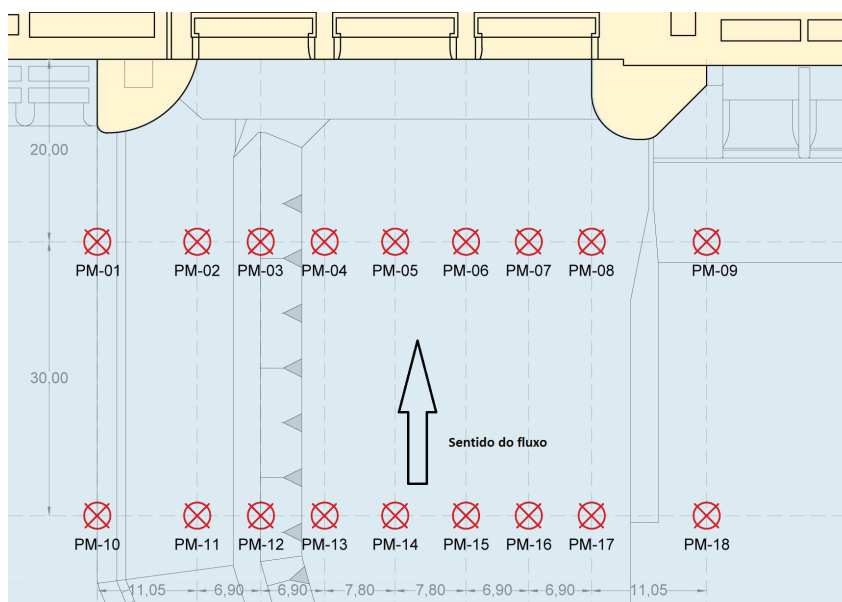 20,00
PM-01 PM-02 PM-03 PM-04 PM-05 PM-06 PM-07 PM-08 PM-09
30,00
Sentido do fluxo
PM-10 PM-11 PM-12 PM-13 PM-14 PM-15 PM-16 PM-17 PM-18
11,05 6,90 6,90 7,80 7,80 6,90 6,90 11,05